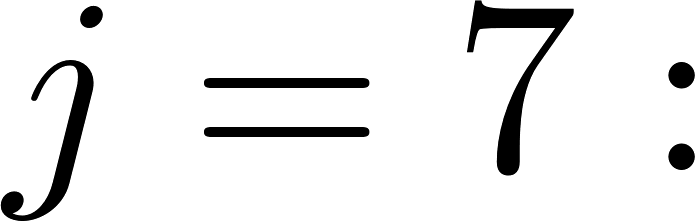 j = 7 :